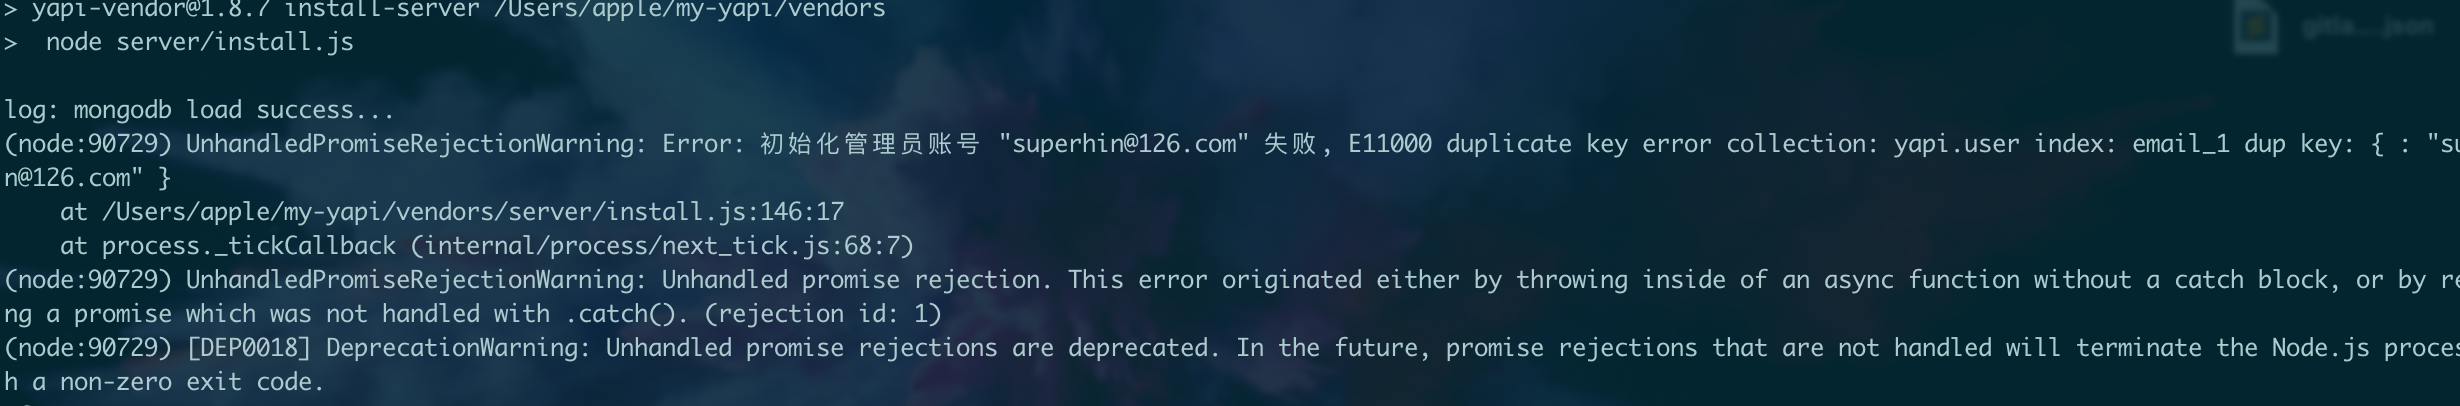 > yapi-vendor@1.8.7 install-server /Users/apple/my-yapi/vendors
>  node server/install.js
log: mongodb load success...
(node:90729) UnhandledPromiseRejectionWarning: Error: 初始化管理员账号 "superhin@126.com" 失败, E11000 duplicate key error collection: yapi.user index: email_1 dup key: { : "su
n@126.com" }
    at /Users/apple/my-yapi/vendors/server/install.js:146:17
    at process._tickCallback (internal/process/next_tick.js:68:7)
(node:90729) UnhandledPromiseRejectionWarning: Unhandled promise rejection. This error originated either by throwing inside of an async function without a catch block, or by re
ng a promise which was not handled with .catch(). (rejection id: 1)
(node:90729) [DEP0018] DeprecationWarning: Unhandled promise rejections are deprecated. In the future, promise rejections that are not handled will terminate the Node.js proces
h a non-zero exit code.